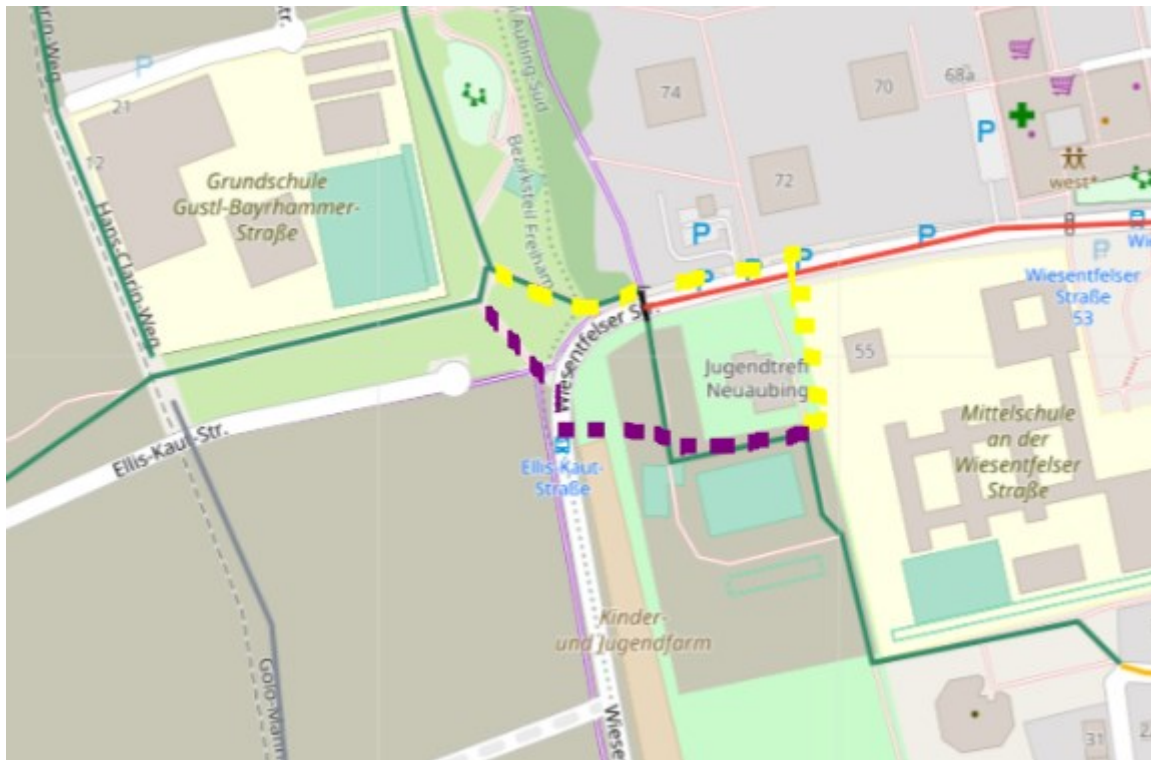 P
21
12
Grundschule
Gustl-Bayrhammer-
Straße
Hans-Clarin-Weg
Aubing-Süd
Bezirksteil Freiham
74
70
68a
72
P
west*
P
P
P
P
P
Wiesentfelser
Straße
53
Wiesentfelser S
Jugendtreff
Neuaubing
55
Mittelschule
an der
Wiesentfelser
Straße
Ellis-Kaut-Str.
Ellis-Kaut-
Straße
Kinder-
und Jugendfarm
Golo-Mann
Wiese
31